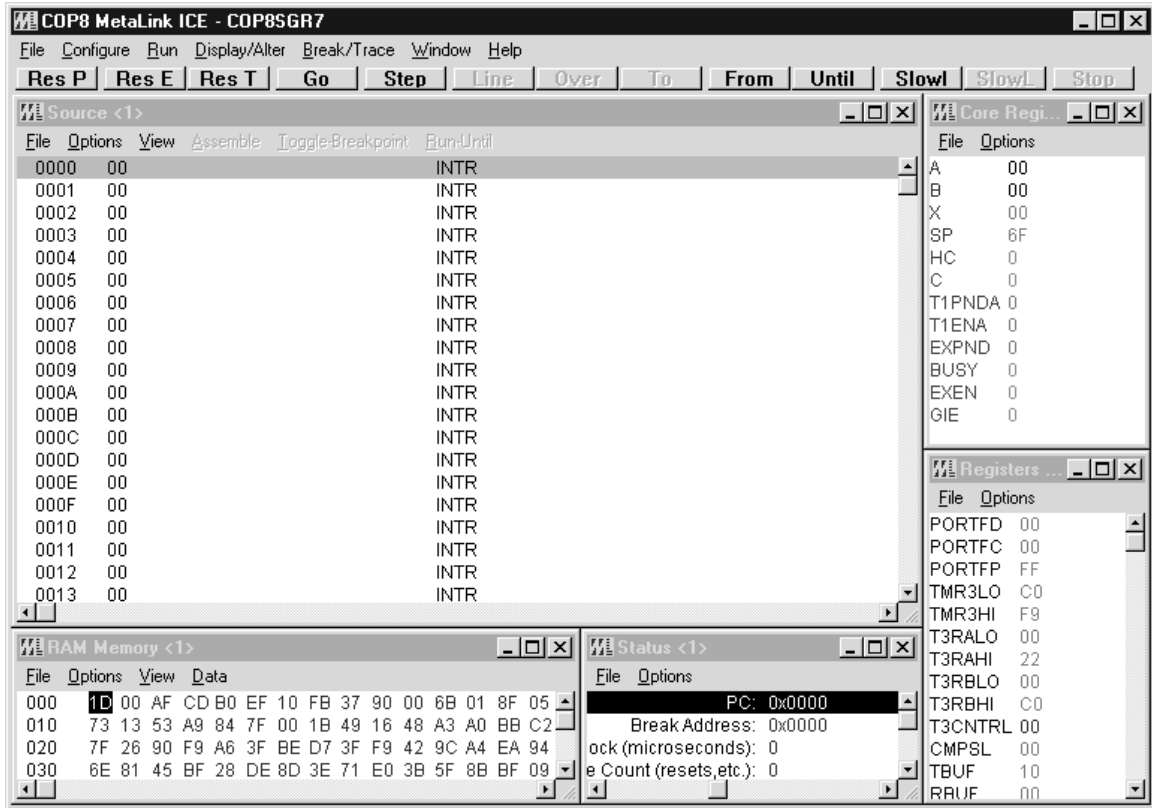 COP8 MetaLink ICE - COP8SGR7
File Configure Run Display/Alter Break/Trace Window Help
Res P Res E Res T Go Step Line Over To From Until SlowI SlowL Stop
Source <1>
File Options View Assemble Toggle-Breakpoint Run-Until
0000 00 INTR
0001 00 INTR
0002 00 INTR
0003 00 INTR
0004 00 INTR
0005 00 INTR
0006 00 INTR
0007 00 INTR
0008 00 INTR
0009 00 INTR
000A 00 INTR
000B 00 INTR
000C 00 INTR
000D 00 INTR
000E 00 INTR
000F 00 INTR
0010 00 INTR
0011 00 INTR
0012 00 INTR
0013 00 INTR
Core Regi...
File Options
A 00
B 00
X 00
SP 6F
HC 0
C 0
T1PNDA 0
T1ENA 0
EXPND 0
BUSY 0
EXEN 0
GIE 0
Registers ...
File Options
PORTFD 00
PORTFC 00
PORTFP FF
TMR3LO C0
TMR3HI F9
T3RALO 00
T3RAHI 22
T3RBLO 00
T3RBHI C0
T3CNTRL 00
CMPSL 00
TBUF 10
RBUF 00
RAM Memory <1>
File Options View Data
000 1D 00 AF CD B0 EF 10 FB 37 90 00 6B 01 8F 05
010 73 13 53 A9 84 7F 00 1B 49 16 48 A3 A0 BB C2
020 7F 26 90 F9 A6 3F BE D7 3F F9 42 9C A4 EA 94
030 6E 81 45 BF 28 DE 8D 3E 71 E0 3B 5F 8B BF 09
Status <1>
File Options
PC: 0x0000
Break Address: 0x0000
ock (microseconds): 0
e Count (resets,etc.): 0